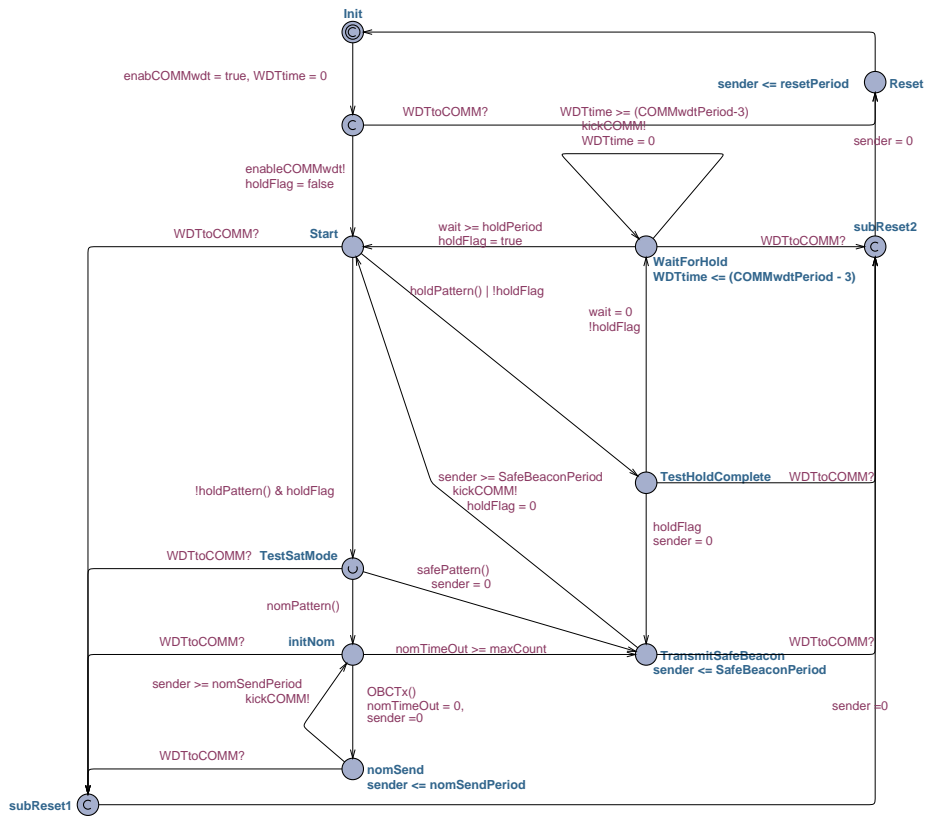 Init
enabCOMMwdt = true, WDTtime = 0
sender <= resetPeriod
Reset
WDTtoCOMM?
WDTtime >= (COMMwdtPeriod-3)
kickCOMM!
WDTtime = 0
sender = 0
C
enableCOMMwdt!
holdFlag = false
WDTtoCOMM?
Start
wait >= holdPeriod
holdFlag = true
WDTtoCOMM?
subReset2
C
WaitForHold
WDTtime <= (COMMwdtPeriod - 3)
holdPattern() | !holdFlag
wait = 0
!holdFlag
sender >= SafeBeaconPeriod
kickCOMM!
holdFlag = 0
TestHoldComplete
WDTtoCOMM?
!holdPattern() & holdFlag
holdFlag
sender = 0
WDTtoCOMM?
TestSatMode
safePattern()
sender = 0
nomPattern()
WDTtoCOMM?
initNom
nomTimeOut >= maxCount
WDTtoCOMM?
TransmitSafeBeacon
sender <= SafeBeaconPeriod
sender >= nomSendPeriod
kickCOMM!
OBCTx()
nomTimeOut = 0,
sender =0
sender =0
WDTtoCOMM?
nomSend
sender <= nomSendPeriod
subReset1
C